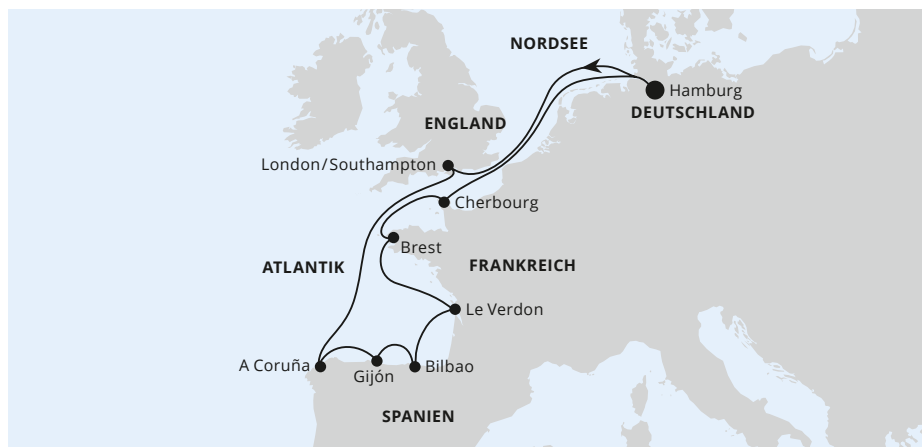 NORDSEE
Hamburg
DEUTSCHLAND
ENGLAND
London/Southampton
Cherbourg
Brest
ATLANTIK
FRANKREICH
Le Verdon
A Coruña
Gijón
Bilbao
SPANIEN